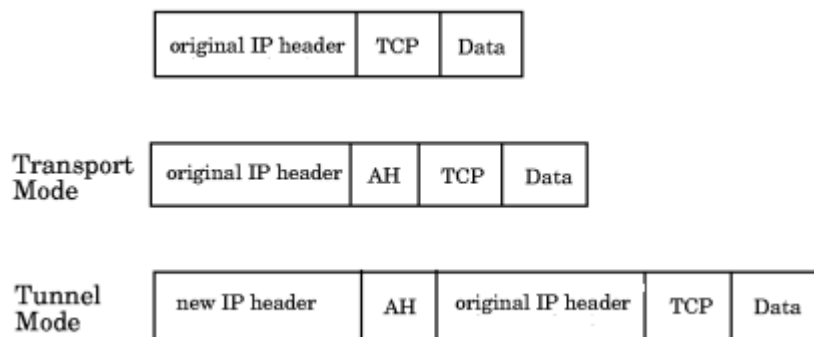 original IP header TCP Data
Transport
Mode
original IP header AH TCP Data
Tunnel
Mode
new IP header AH original IP header TCP Data